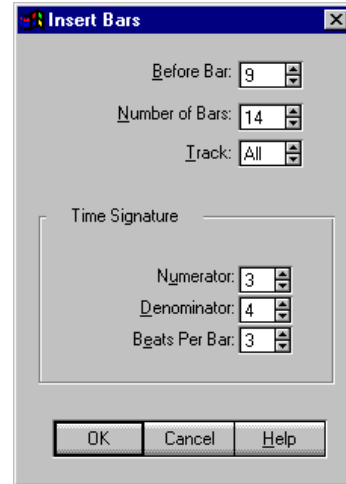 Insert Bars
Before Bar: 9
Number of Bars: 14
Track: All
Time Signature
Numerator: 3
Denominator: 4
Beats Per Bar: 3
OK Cancel Help